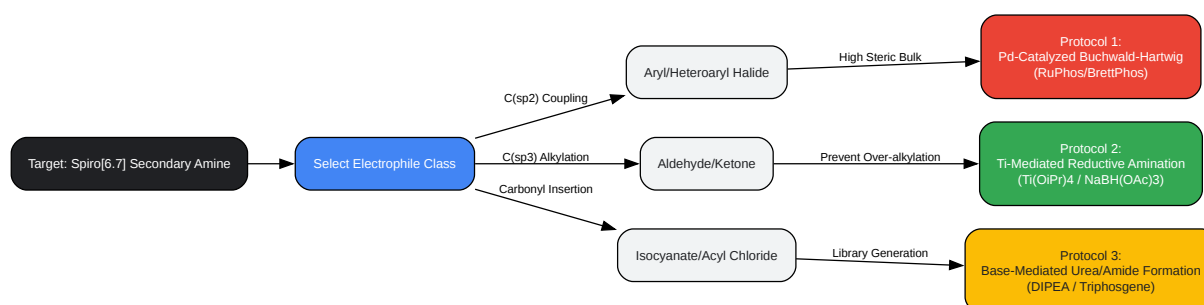 Target: Spiro[6.7] Secondary Amine
Select Electrophile Class
C(sp2) Coupling
C(sp3) Alkylation
Carbonyl Insertion
Aryl/Heteroaryl Halide
Aldehyde/Ketone
Isocyanate/Acyl Chloride
High Steric Bulk
Prevent Over-alkylation
Library Generation
Protocol 1:
Pd-Catalyzed Buchwald-Hartwig
(RuPhos/BrettPhos)
Protocol 2:
Ti-Mediated Reductive Amination
(Ti(OiPr)4 / NaBH(OAc)3)
Protocol 3:
Base-Mediated Urea/Amide Formation
(DIPEA / Triphosgene)